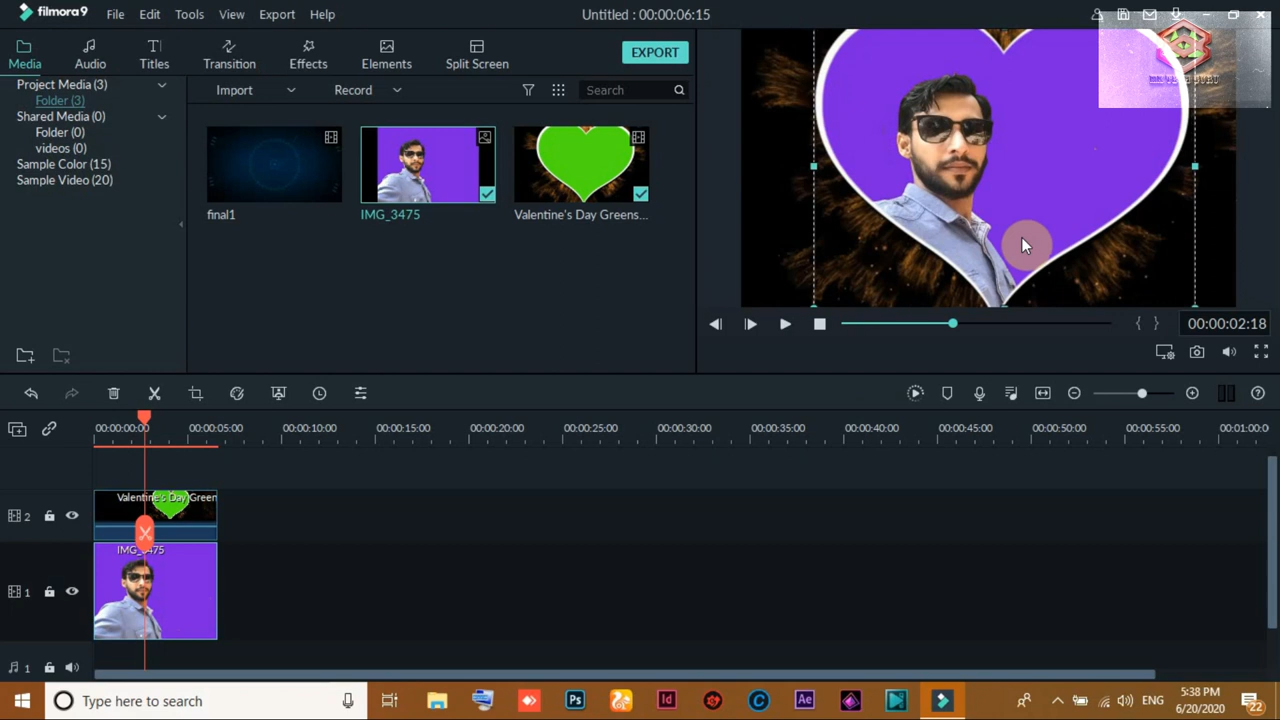 filmora9 File Edit Tools View Export Help Untitled : 00:00:06:15
Media Audio Titles Transition Effects Elements Split Screen EXPORT
Project Media (3)
Folder (3)
Shared Media (0)
Folder (0)
videos (0)
Sample Color (15)
Sample Video (20)
Import Record Search
final1 IMG_3475 Valentine's Day Greens...
00:00:02:18
00:00:00:00 00:00:05:00 00:00:10:00 00:00:15:00 00:00:20:00 00:00:25:00 00:00:30:00 00:00:35:00 00:00:40:00 00:00:45:00 00:00:50:00 00:00:55:00 00:01:00:0
Valentine's Day Green
2
IMG_3475
1
1
Type here to search Ps Id Ae ENG 5:38 PM
6/20/2020 22